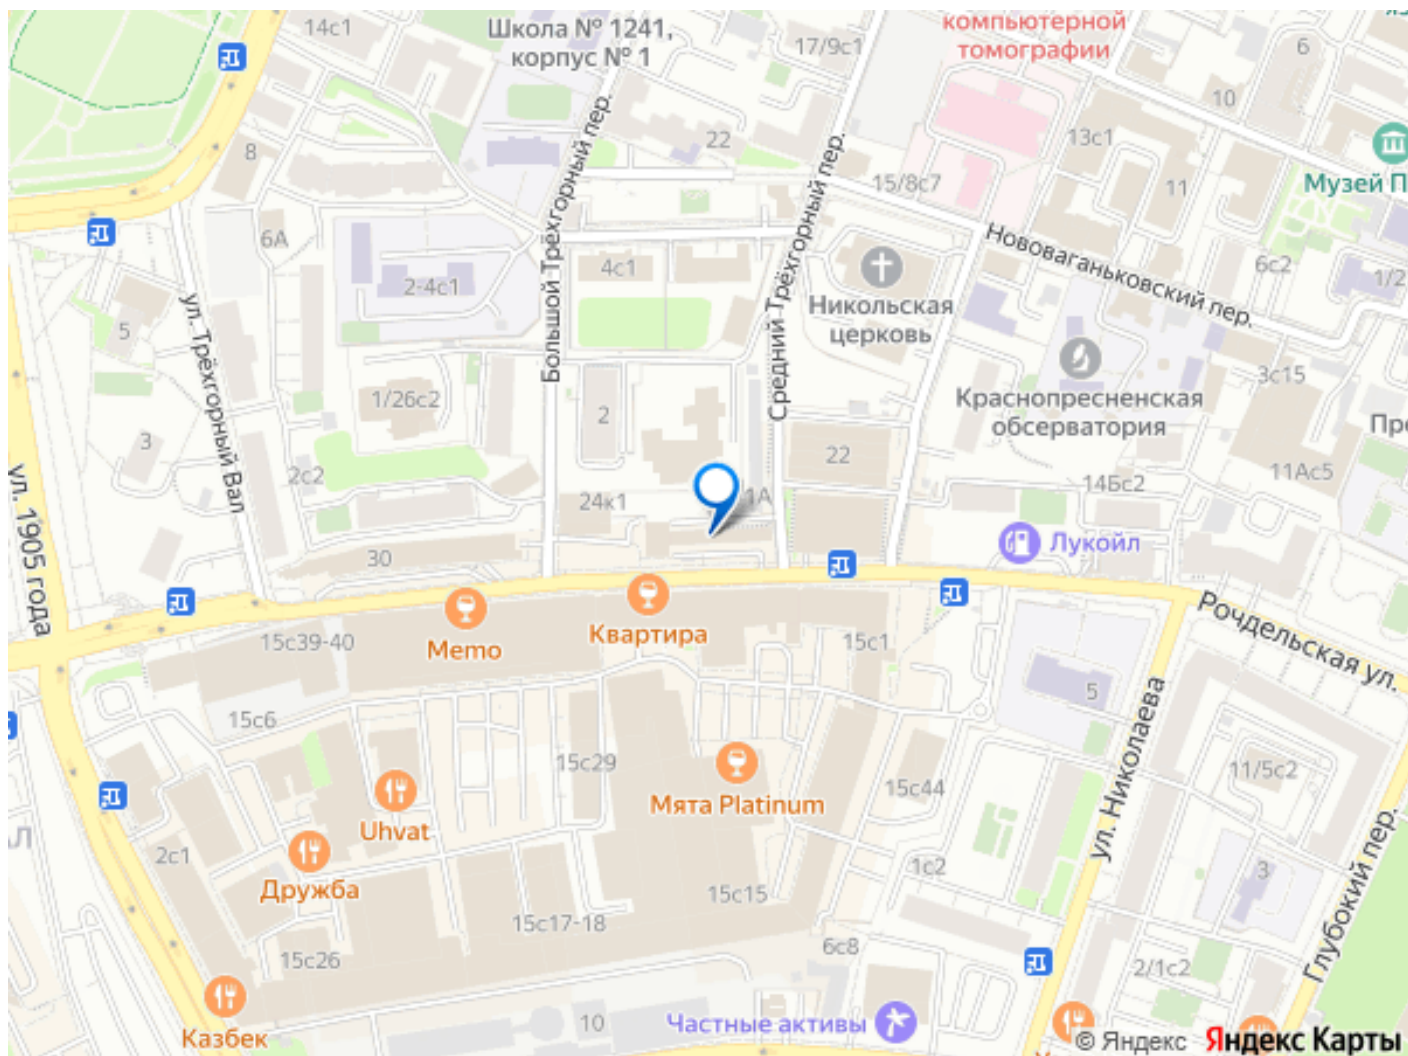 14с1
Школа № 1241,
корпус № 1
17/9с1
компьютерной
томографии
6
10
13с1
8
22
15/8с7
11
Музей П
6А
2-4с1
4с1
Большой Трёхгорный пер.
Средний Трёхгорный пер.
Никольская
церковь
Нововаганьковский пер.
6с2
1/2
5
ул. Трёхгорный Вал
1/26с2
2
Краснопресненская
обсерватория
3с15
3
22
Пре
11Ас5
2с2
24к1
1А
14Бс2
ул. 1905 года
30
Лукойл
Memo
Квартира
15с39-40
15с1
Рочдельская ул.
5
ул. Николаева
15с6
15с29
Мята Platinum
15с44
11/5с2
Uhvat
2с1
Дружба
1с2
3
Глубокий пер.
15с15
15с17-18
15с26
6с8
2/1с2
Казбек
10
Частные активы
© Яндекс Яндекс Карты